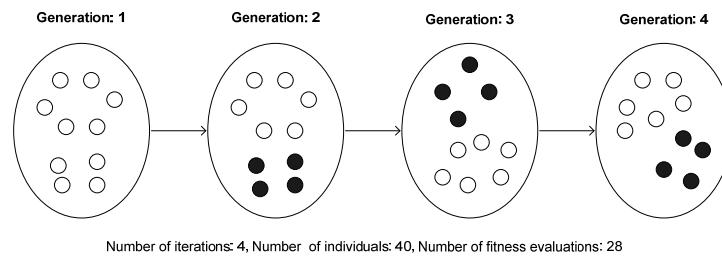 Generation: 1 Generation: 2 Generation: 3 Generation: 4
Number of iterations: 4, Number of individuals: 40, Number of fitness evaluations: 28